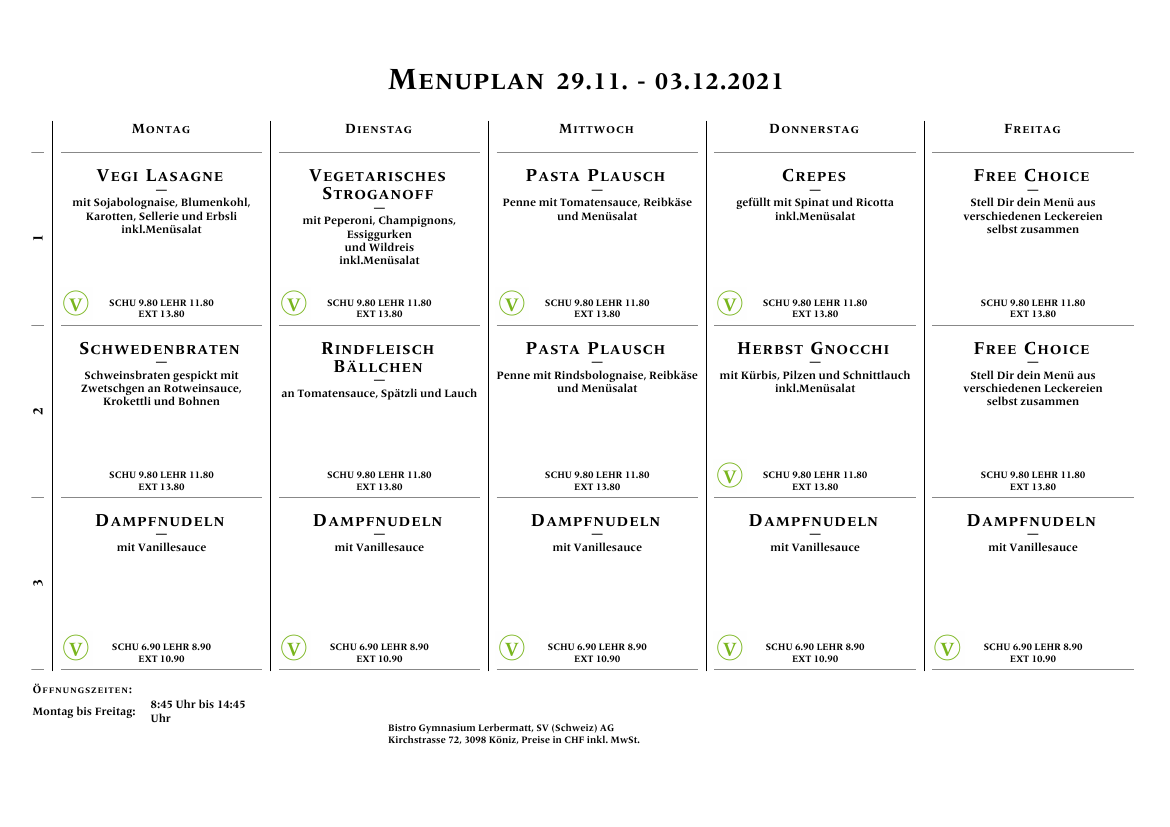 MENUPLAN 29.11. - 03.12.2021
MONTAG
DIENSTAG
MITTWOCH
DONNERSTAG
FREITAG
1
VEGI LASAGNE
—
mit Sojabolognaise, Blumenkohl,
Karotten, Sellerie und Erbsli
inkl.Menüsalat
V
SCHU 9.80 LEHR 11.80
EXT 13.80
VEGETARISCHES
STROGANOFF
—
mit Peperoni, Champignons,
Essiggurken
und Wildreis
inkl.Menüsalat
V
SCHU 9.80 LEHR 11.80
EXT 13.80
PASTA PLAUSCH
—
Penne mit Tomatensauce, Reibkäse
und Menüsalat
V
SCHU 9.80 LEHR 11.80
EXT 13.80
CREPES
—
gefüllt mit Spinat und Ricotta
inkl.Menüsalat
V
SCHU 9.80 LEHR 11.80
EXT 13.80
FREE CHOICE
—
Stell Dir dein Menü aus
verschiedenen Leckereien
selbst zusammen
SCHU 9.80 LEHR 11.80
EXT 13.80
2
SCHWEDENBRATEN
—
Schweinsbraten gespickt mit
Zwetschgen an Rotweinsauce,
Krokettli und Bohnen
SCHU 9.80 LEHR 11.80
EXT 13.80
RINDFLEISCH
BÄLLCHEN
—
an Tomatensauce, Spätzli und Lauch
SCHU 9.80 LEHR 11.80
EXT 13.80
PASTA PLAUSCH
—
Penne mit Rindsbolognaise, Reibkäse
und Menüsalat
SCHU 9.80 LEHR 11.80
EXT 13.80
HERBST GNOCCHI
—
mit Kürbis, Pilzen und Schnittlauch
inkl.Menüsalat
V
SCHU 9.80 LEHR 11.80
EXT 13.80
FREE CHOICE
—
Stell Dir dein Menü aus
verschiedenen Leckereien
selbst zusammen
SCHU 9.80 LEHR 11.80
EXT 13.80
3
DAMPFNUDELN
—
mit Vanillesauce
V
SCHU 6.90 LEHR 8.90
EXT 10.90
DAMPFNUDELN
—
mit Vanillesauce
V
SCHU 6.90 LEHR 8.90
EXT 10.90
DAMPFNUDELN
—
mit Vanillesauce
V
SCHU 6.90 LEHR 8.90
EXT 10.90
DAMPFNUDELN
—
mit Vanillesauce
V
SCHU 6.90 LEHR 8.90
EXT 10.90
DAMPFNUDELN
—
mit Vanillesauce
V
SCHU 6.90 LEHR 8.90
EXT 10.90
ÖFFNUNGSZEITEN:
Montag bis Freitag: 8:45 Uhr bis 14:45
Uhr
Bistro Gymnasium Lerbermatt, SV (Schweiz) AG
Kirchstrasse 72, 3098 Köniz, Preise in CHF inkl. MwSt.